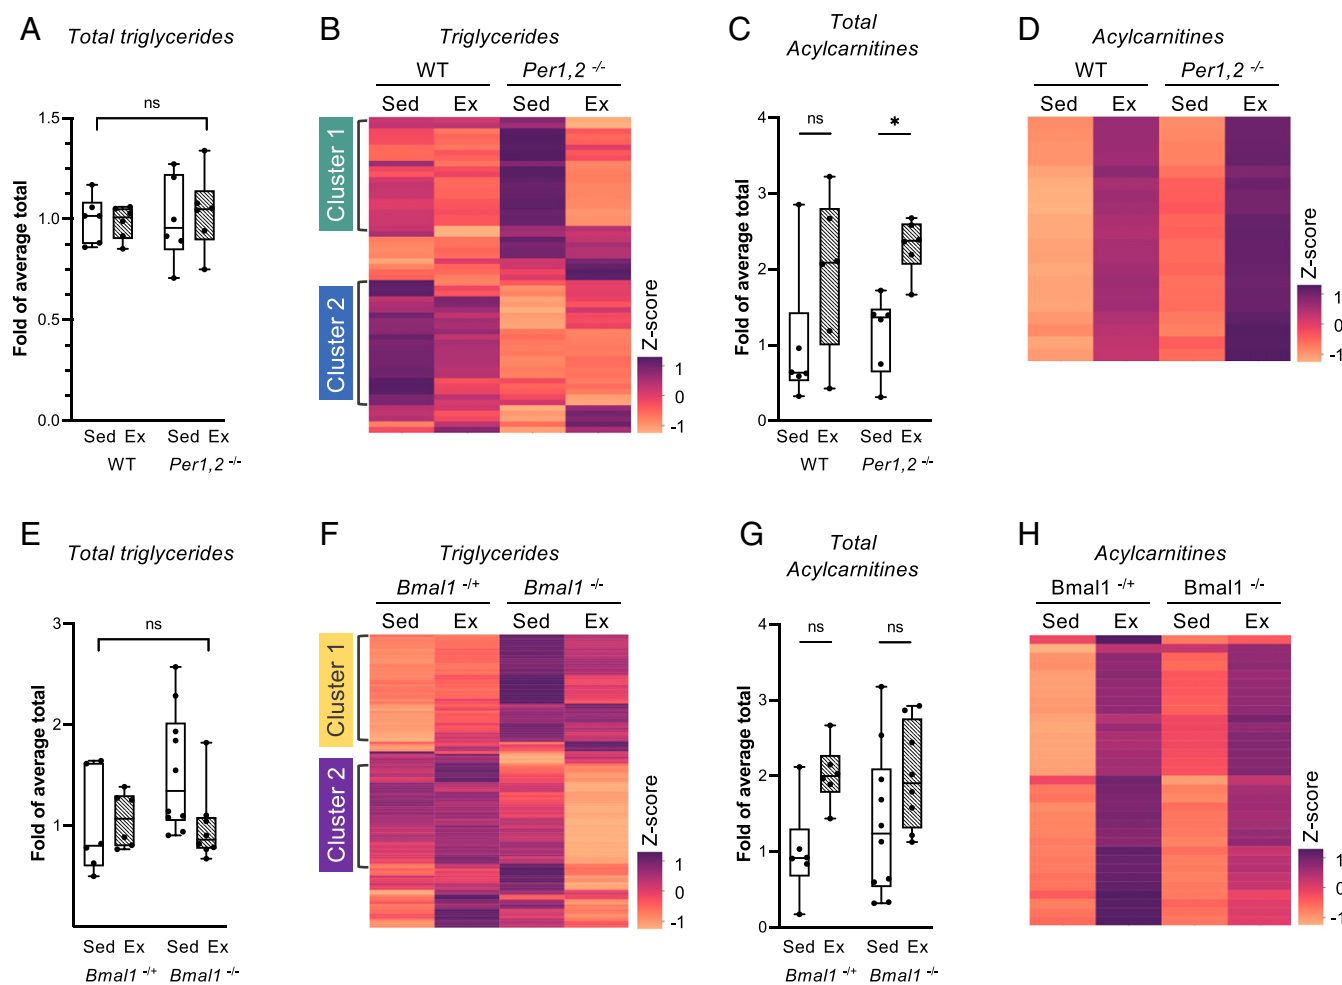 A
Total triglycerides
ns
Fold of average total
1.5
1.0
0.5
0.0
Sed Ex Sed Ex
WT Per1,2 -/-
B
Triglycerides
WT Per1,2 -/-
Sed Ex Sed Ex
Cluster 1
Cluster 2
Z-score
1
0
-1
C
Total
Acylcarnitines
ns *
Fold of average total
4
3
2
1
0
Sed Ex Sed Ex
WT Per1,2 -/-
D
Acylcarnitines
WT Per1,2 -/-
Sed Ex Sed Ex
Z-score
1
0
-1
E
Total triglycerides
ns
Fold of average total
3
2
1
Sed Ex Sed Ex
Bmal1 -/+ Bmal1 -/-
F
Triglycerides
Bmal1 -/+ Bmal1 -/-
Sed Ex Sed Ex
Cluster 1
Cluster 2
Z-score
1
0
-1
G
Total
Acylcarnitines
ns ns
Fold of average total
4
3
2
1
0
Sed Ex Sed Ex
Bmal1 -/+ Bmal1 -/-
H
Acylcarnitines
Bmal1 -/+ Bmal1 -/-
Sed Ex Sed Ex
Z-score
1
0
-1